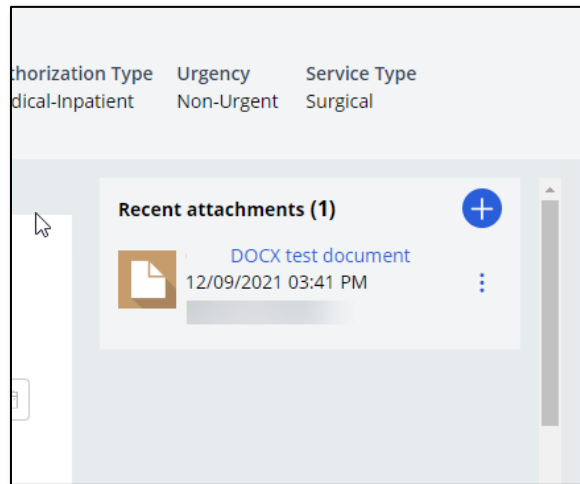 thorization Type Urgency Service Type
dical-Inpatient Non-Urgent Surgical
Recent attachments (1)
DOCX test document
12/09/2021 03:41 PM